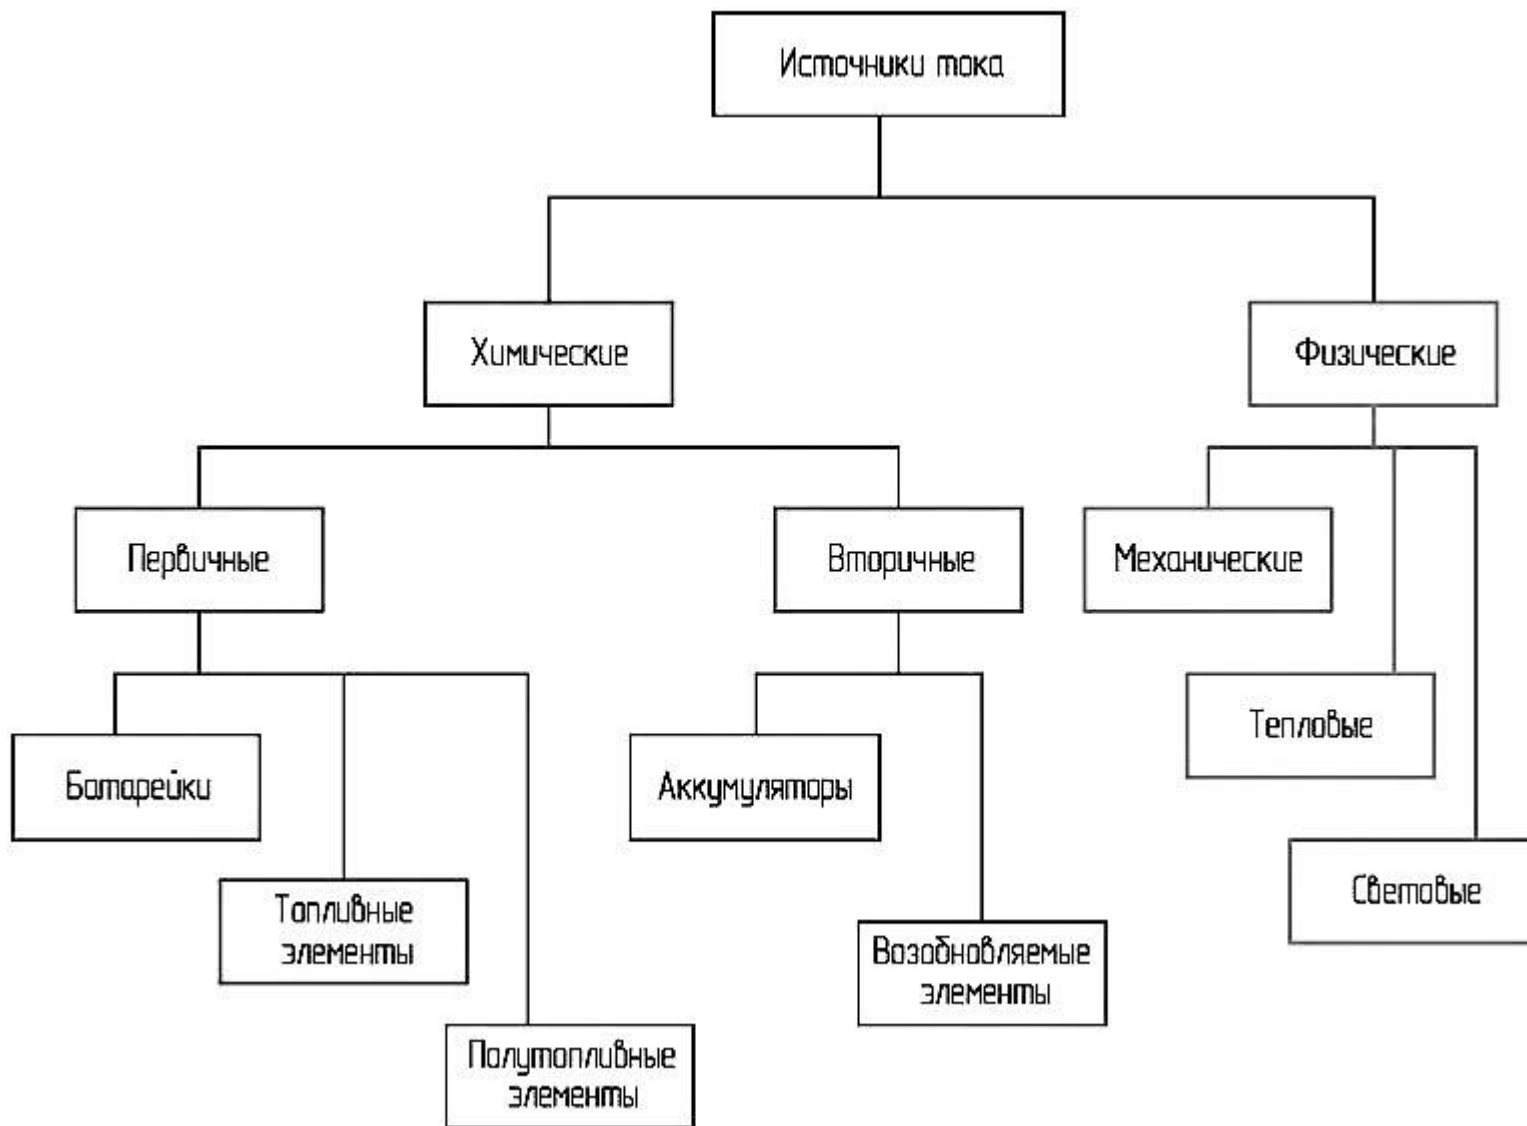 Источники тока
Химические
Физические
Первичные
Вторичные
Механические
Тепловые
Батарейки
Аккумуляторы
Световые
Топливные
элементы
Возобновляемые
элементы
Полутопливные
элементы